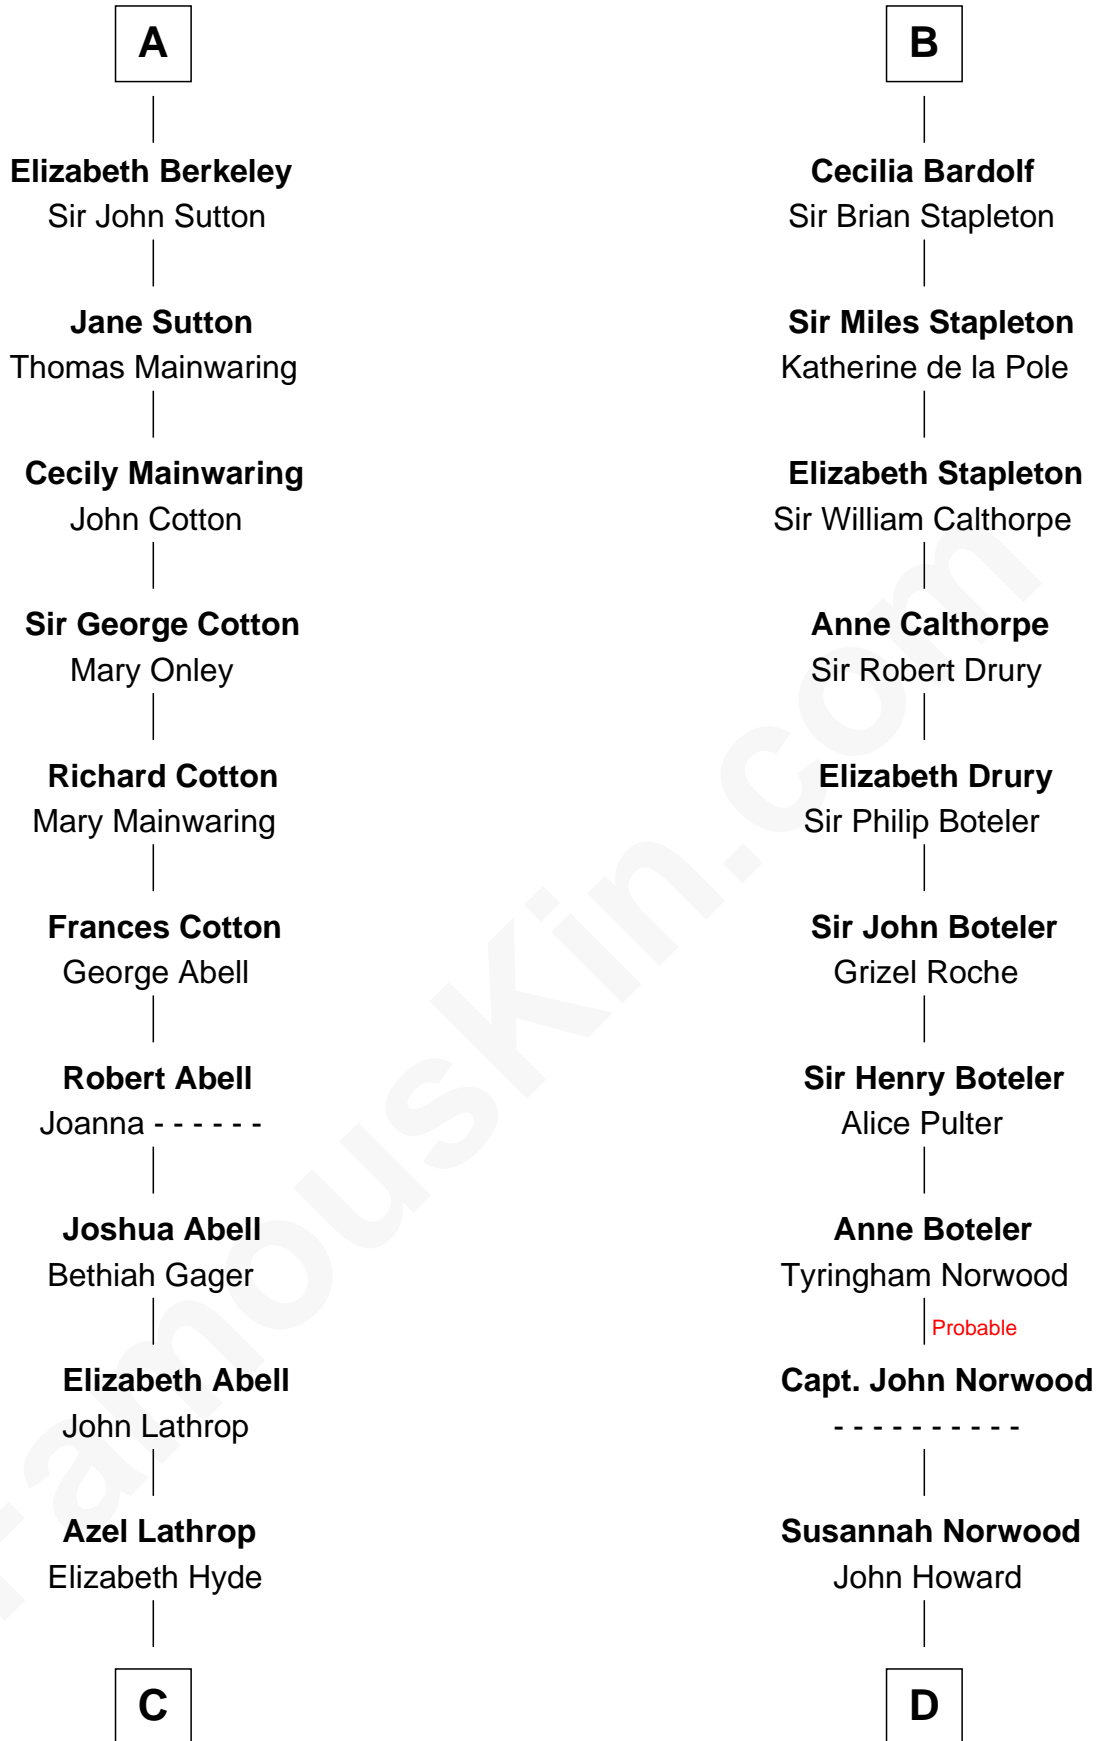 A
Elizabeth Berkeley
Sir John Sutton
Jane Sutton
Thomas Mainwaring
Cecily Mainwaring
John Cotton
Sir George Cotton
Mary Onley
Richard Cotton
Mary Mainwaring
Frances Cotton
George Abell
Robert Abell
Joanna - - - - - -
Joshua Abell
Bethiah Gager
Elizabeth Abell
John Lathrop
Azel Lathrop
Elizabeth Hyde
C
B
Cecilia Bardolf
Sir Brian Stapleton
Sir Miles Stapleton
Katherine de la Pole
Elizabeth Stapleton
Sir William Calthorpe
Anne Calthorpe
Sir Robert Drury
Elizabeth Drury
Sir Philip Boteler
Sir John Boteler
Grizel Roche
Sir Henry Boteler
Alice Pulter
Anne Boteler
Tyringham Norwood
Probable
Capt. John Norwood
- - - - - - - - - -
Susannah Norwood
John Howard
D
FamousKin.com